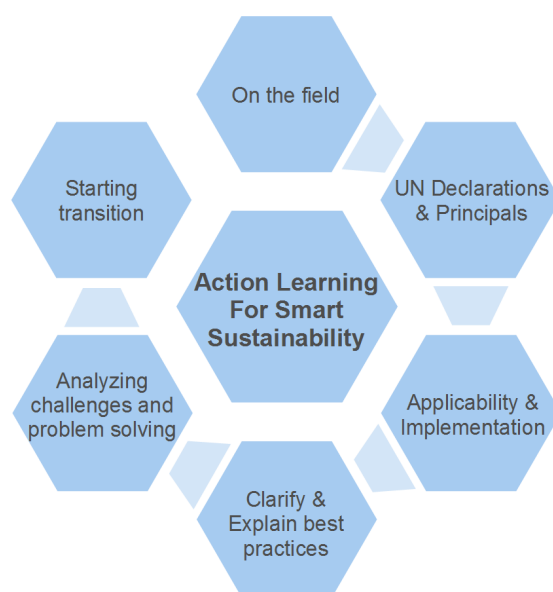 On the field
UN Declarations
& Principals
Applicability &
Implementation
Clarify &
Explain best
practices
Analyzing
challenges and
problem solving
Starting
transition
Action Learning
For Smart
Sustainability